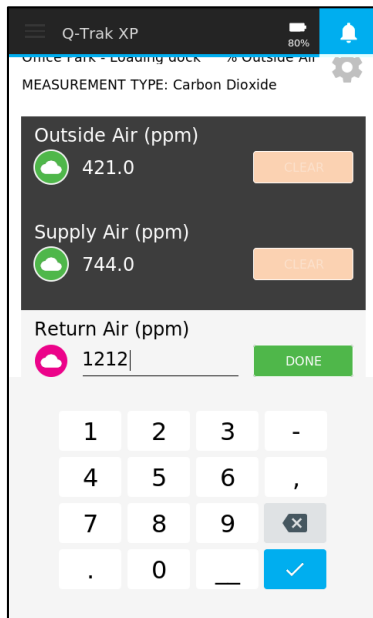 Q-Trak XP
80%
Office Park - Loading dock % Outside Air
MEASUREMENT TYPE: Carbon Dioxide
Outside Air (ppm)
421.0 CLEAR
Supply Air (ppm)
744.0 CLEAR
Return Air (ppm)
1212 DONE
1 2 3 -
4 5 6 ,
7 8 9
. 0 _